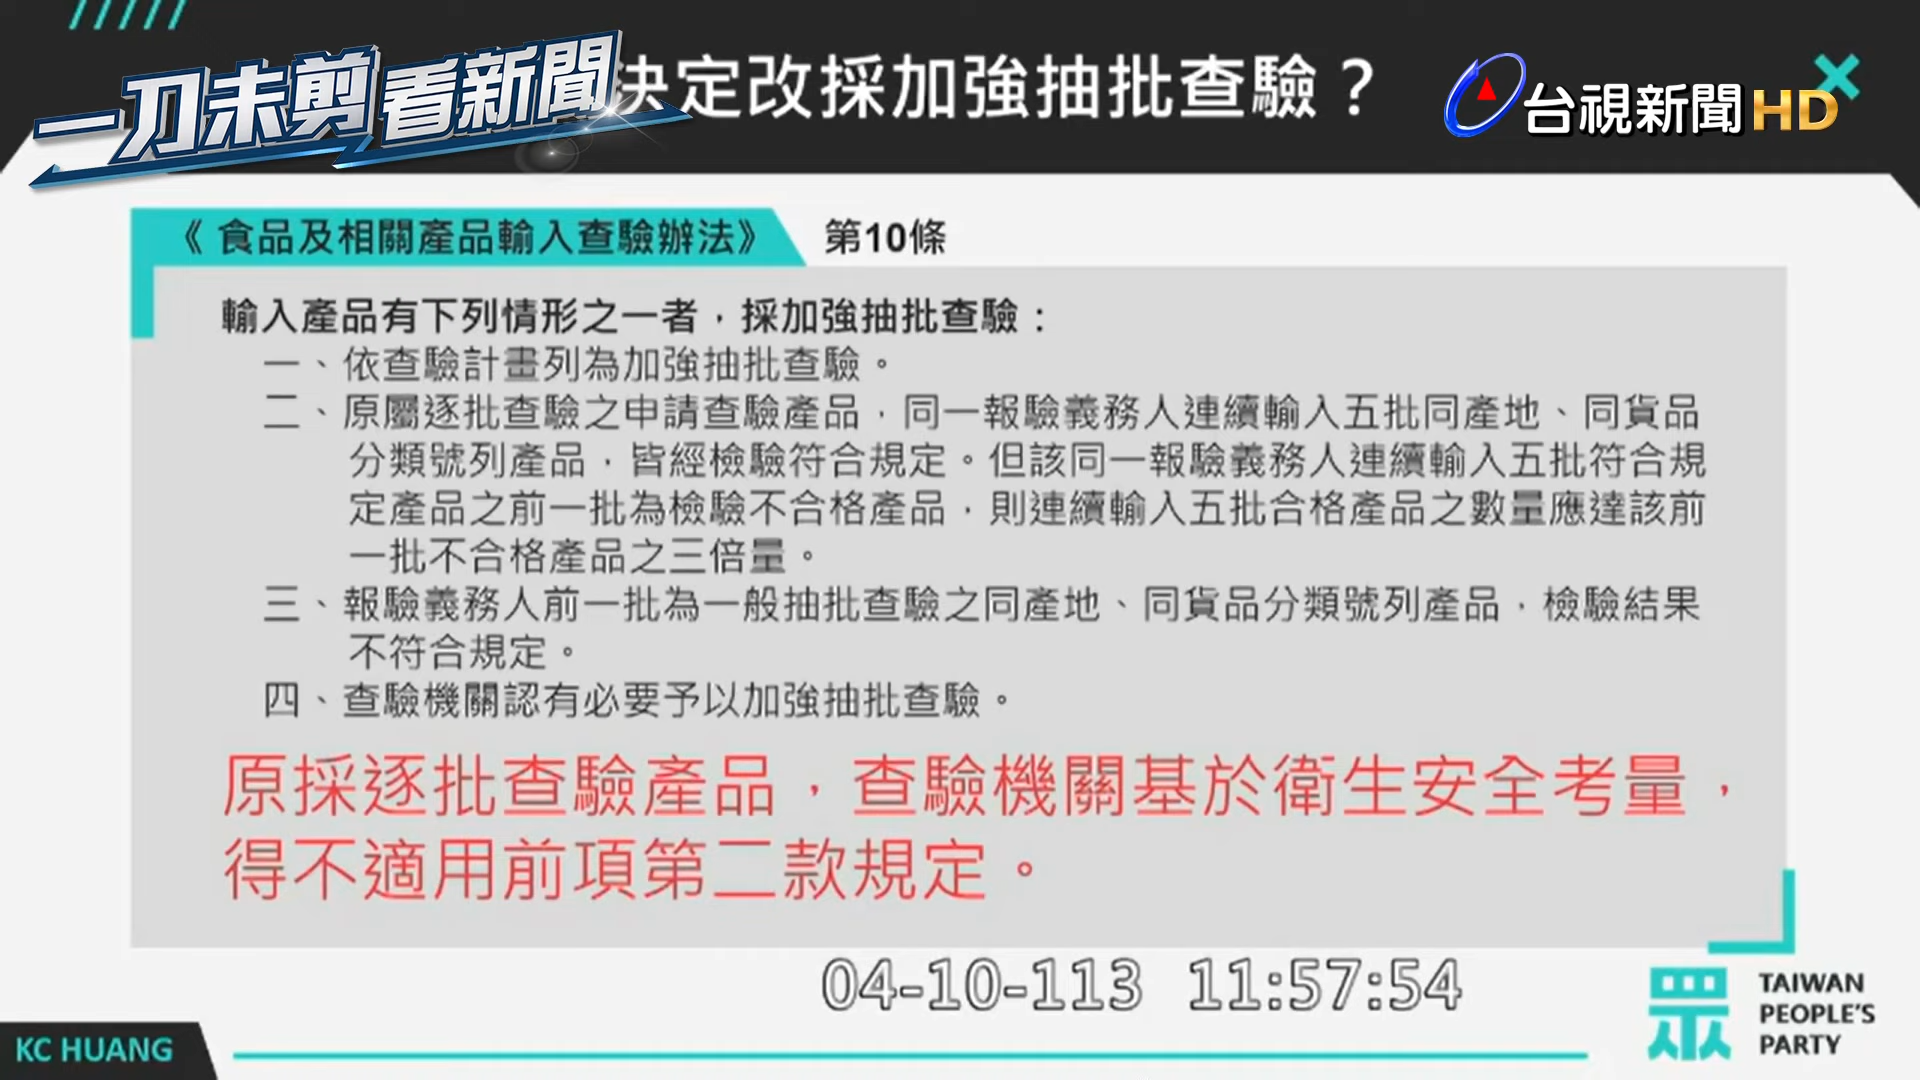 一刀未剪看新聞
決定改採加強抽批查驗？
台視新聞HD
《食品及相關產品輸入查驗辦法》 第10條
輸入產品有下列情形之一者，採加強抽批查驗：
一、依查驗計畫列為加強抽批查驗。
二、原屬逐批查驗之申請查驗產品，同一報驗義務人連續輸入五批同產地、同貨品
分類號列產品，皆經檢驗符合規定。但該同一報驗義務人連續輸入五批符合規
定產品之前一批為檢驗不合格產品，則連續輸入五批合格產品之數量應達該前
一批不合格產品之三倍量。
三、報驗義務人前一批為一般抽批查驗之同產地、同貨品分類號列產品，檢驗結果
不符合規定。
四、查驗機關認有必要予以加強抽批查驗。
原採逐批查驗產品，查驗機關基於衛生安全考量，
得不適用前項第二款規定。
04-10-113 11:57:54
KC HUANG
眾
TAIWAN
PEOPLE'S
PARTY